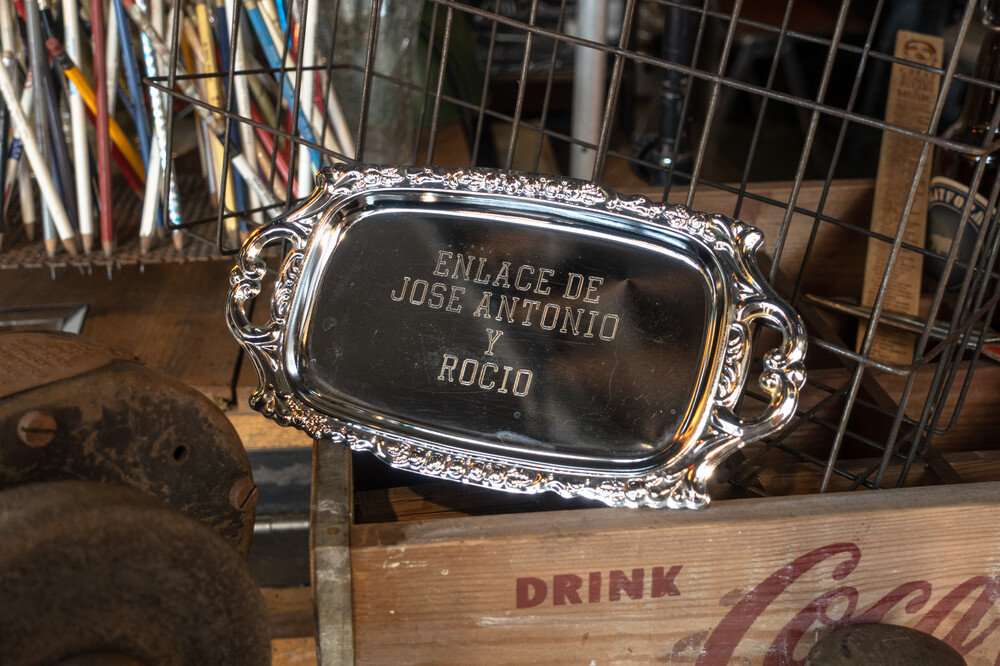 ENLACE DE
JOSE ANTONIO
Y
ROCIO
DRINK
Coca